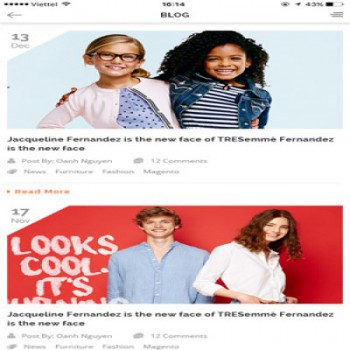 Viettel 16:14 43%
BLOG
13
Dec
Jacqueline Fernandez is the new face of TRESemmè Fernandez
is the new face
Post By: Oanh Nguyen 12 Comments
News Furniture Fashion Magento
Read More
17
Nov
LOOKS
COOL.
IT'S
Jacqueline Fernandez is the new face of TRESemmè Fernandez
is the new face
Post By: Oanh Nguyen 12 Comments
News Furniture Fashion Magento